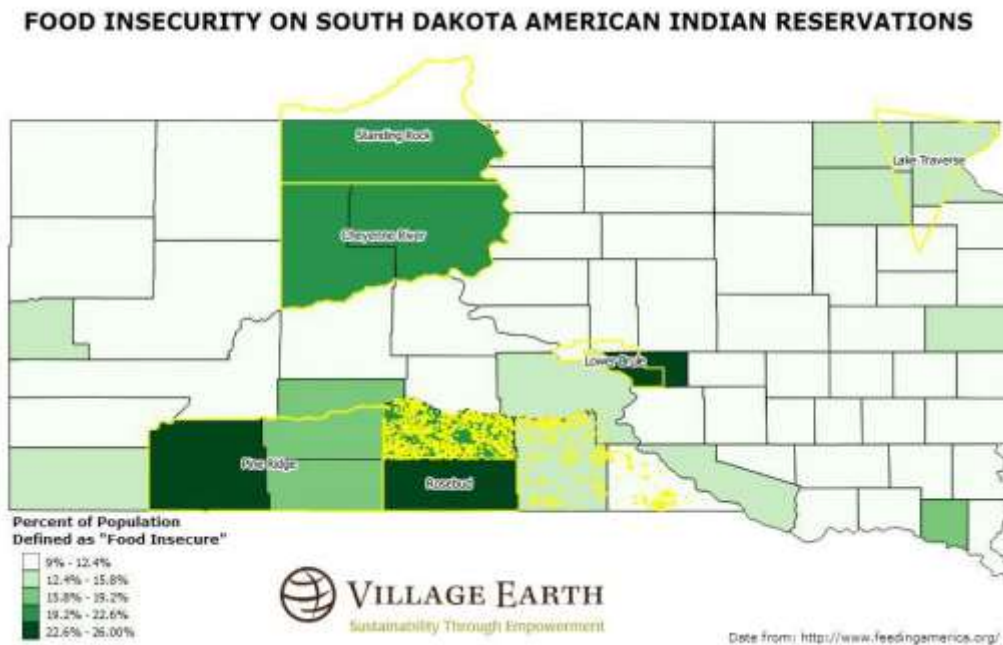 FOOD INSECURITY ON SOUTH DAKOTA AMERICAN INDIAN RESERVATIONS
Standing Rock
Lake Traverse
Cheyenne River
Lower Brule
Pine Ridge
Rosebud
Percent of Population
Defined as "Food Insecure"
9% - 12.4%
12.4% - 15.8%
15.8% - 19.2%
19.2% - 22.6%
22.6% - 26.00%
VILLAGE EARTH
Sustainability Through Empowerment
Date from: http://www.feedingamerica.org/